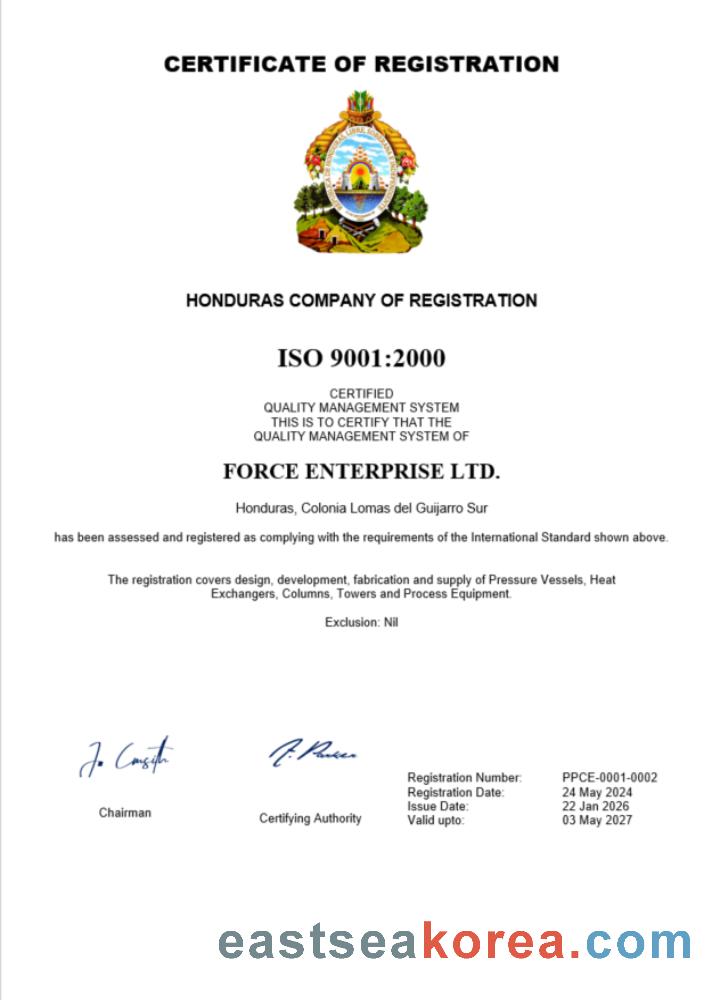 CERTIFICATE OF REGISTRATION
HONDURAS COMPANY OF REGISTRATION
ISO 9001:2000
CERTIFIED
QUALITY MANAGEMENT SYSTEM
THIS IS TO CERTIFY THAT THE
QUALITY MANAGEMENT SYSTEM OF
FORCE ENTERPRISE LTD.
Honduras, Colonia Lomas del Guijarro Sur
has been assessed and registered as complying with the requirements of the International Standard shown above.
The registration covers design, development, fabrication and supply of Pressure Vessels, Heat
Exchangers, Columns, Towers and Process Equipment.
Exclusion: Nil
Chairman
Certifying Authority
Registration Number: PPCE-0001-0002
Registration Date: 24 May 2024
Issue Date: 22 Jan 2026
Valid upto: 03 May 2027
eastseakorea.com